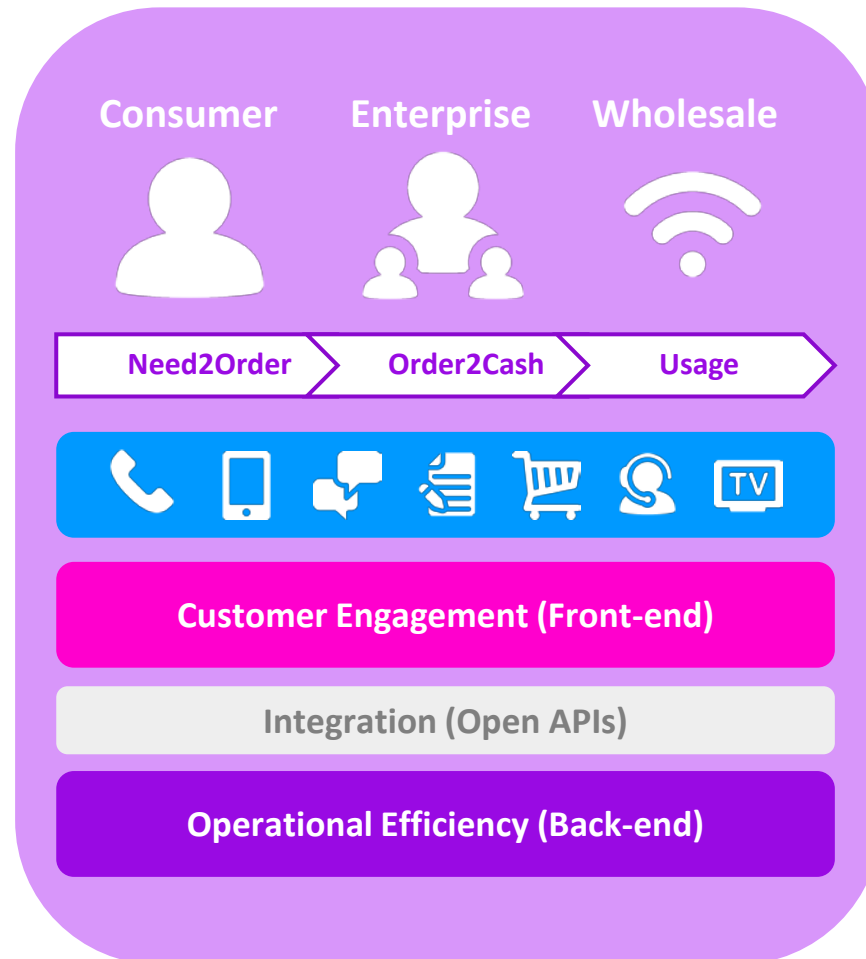 Consumer Enterprise Wholesale
Need2Order Order2Cash Usage
TV
Customer Engagement (Front-end)
Integration (Open APIs)
Operational Efficiency (Back-end)